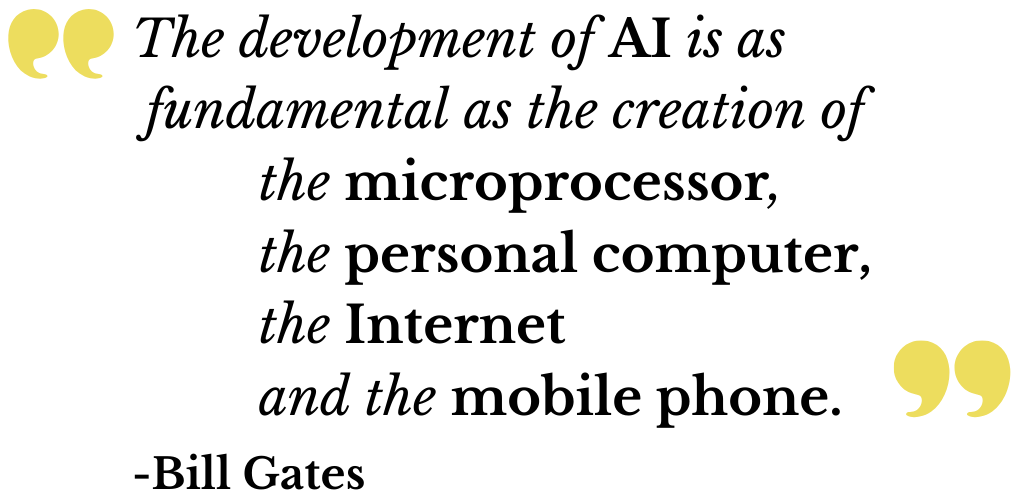 “The development of AI is as
fundamental as the creation of
the microprocessor,
the personal computer,
the Internet
and the mobile phone.”
-Bill Gates